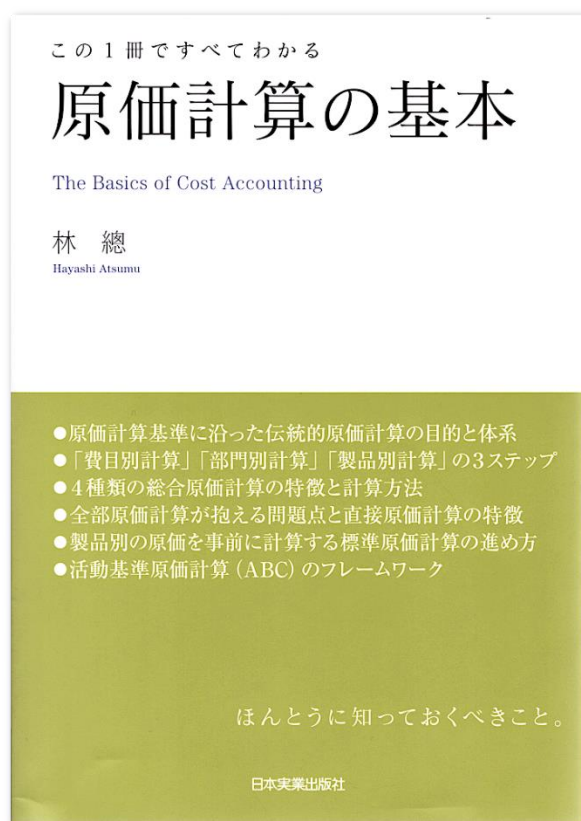 この1冊ですべてわかる
原価計算の基本
The Basics of Cost Accounting
林 總
Hayashi Atsumu
●原価計算基準に沿った伝統的原価計算の目的と体系
●「費目別計算」「部門別計算」「製品別計算」の3ステップ
●4種類の総合原価計算の特徴と計算方法
●全部原価計算が抱える問題点と直接原価計算の特徴
●製品別の原価を事前に計算する標準原価計算の進め方
●活動基準原価計算（ABC）のフレームワーク
ほんとうに知っておくべきこと。
日本実業出版社